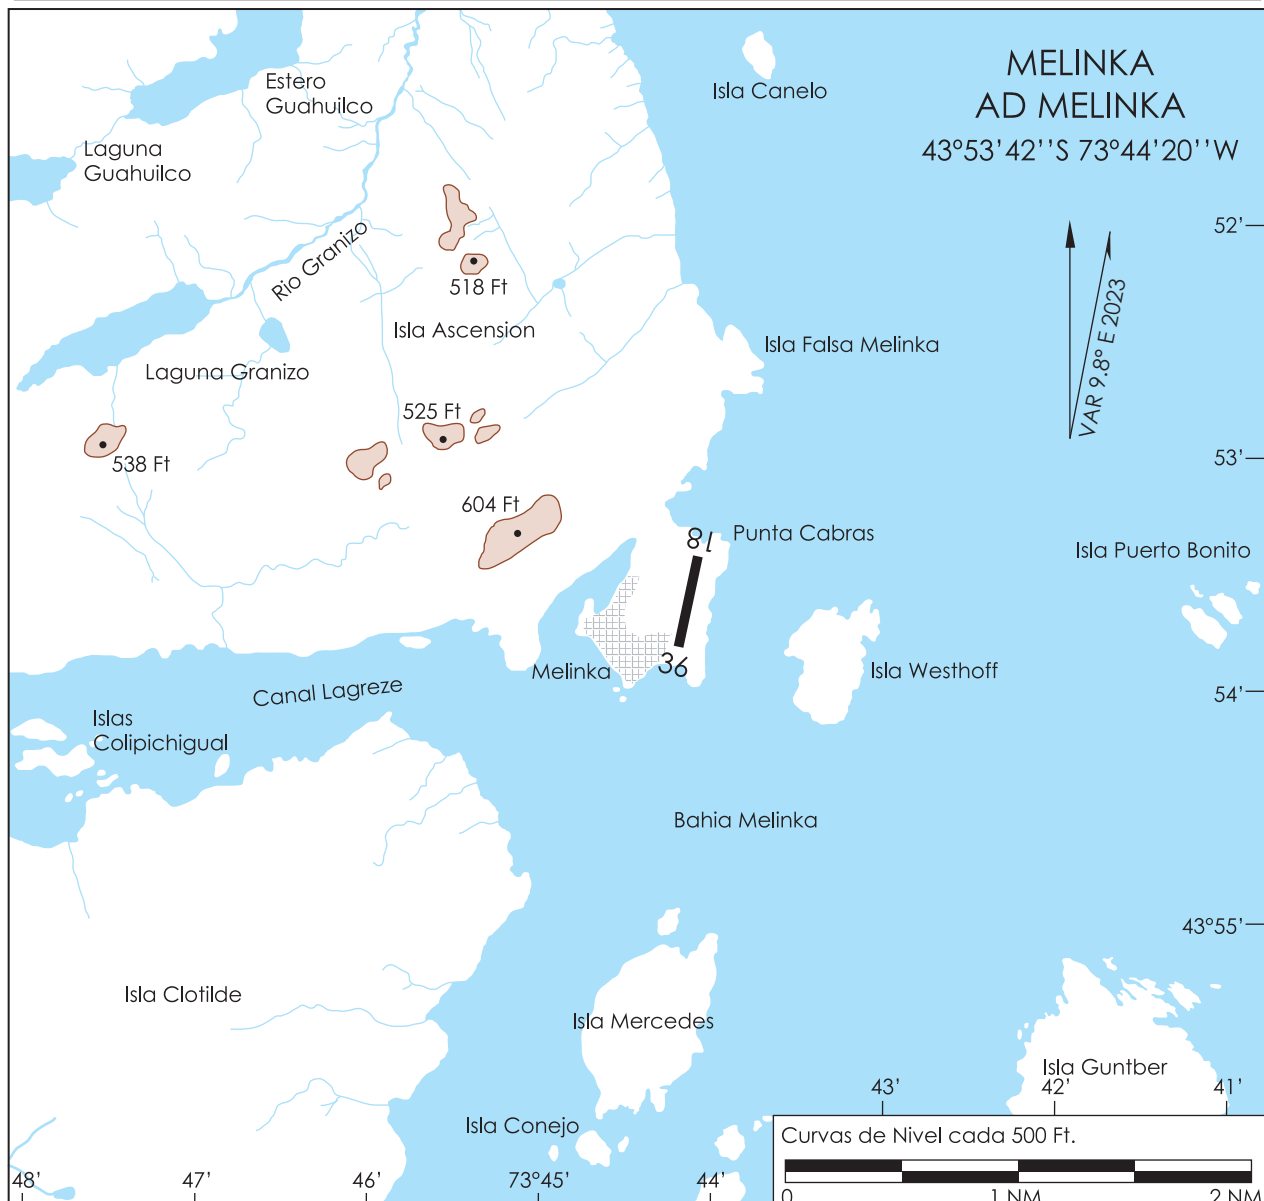 MELINKA
AD MELINKA
43°53'42''S 73°44'20''W
Isla Canelo
Estero
Guahuilco
Laguna
Guahuilco
Rio Granizo
518 Ft
Isla Ascension
52'
VAR 9.8° E 2023
Isla Falsa Melinka
Laguna Granizo
525 Ft
538 Ft
53'
604 Ft
18
Punta Cabras
Isla Puerto Bonito
36
Melinka
Isla Westhoff
Canal Lagreze
54'
Islas
Colipichigual
Bahia Melinka
43°55'
Isla Clotilde
Isla Mercedes
Isla Guntber
43'
42'
41'
Isla Conejo
Curvas de Nivel cada 500 Ft.
48'
47'
46'
73°45'
44'
0
1 NM
2 NM